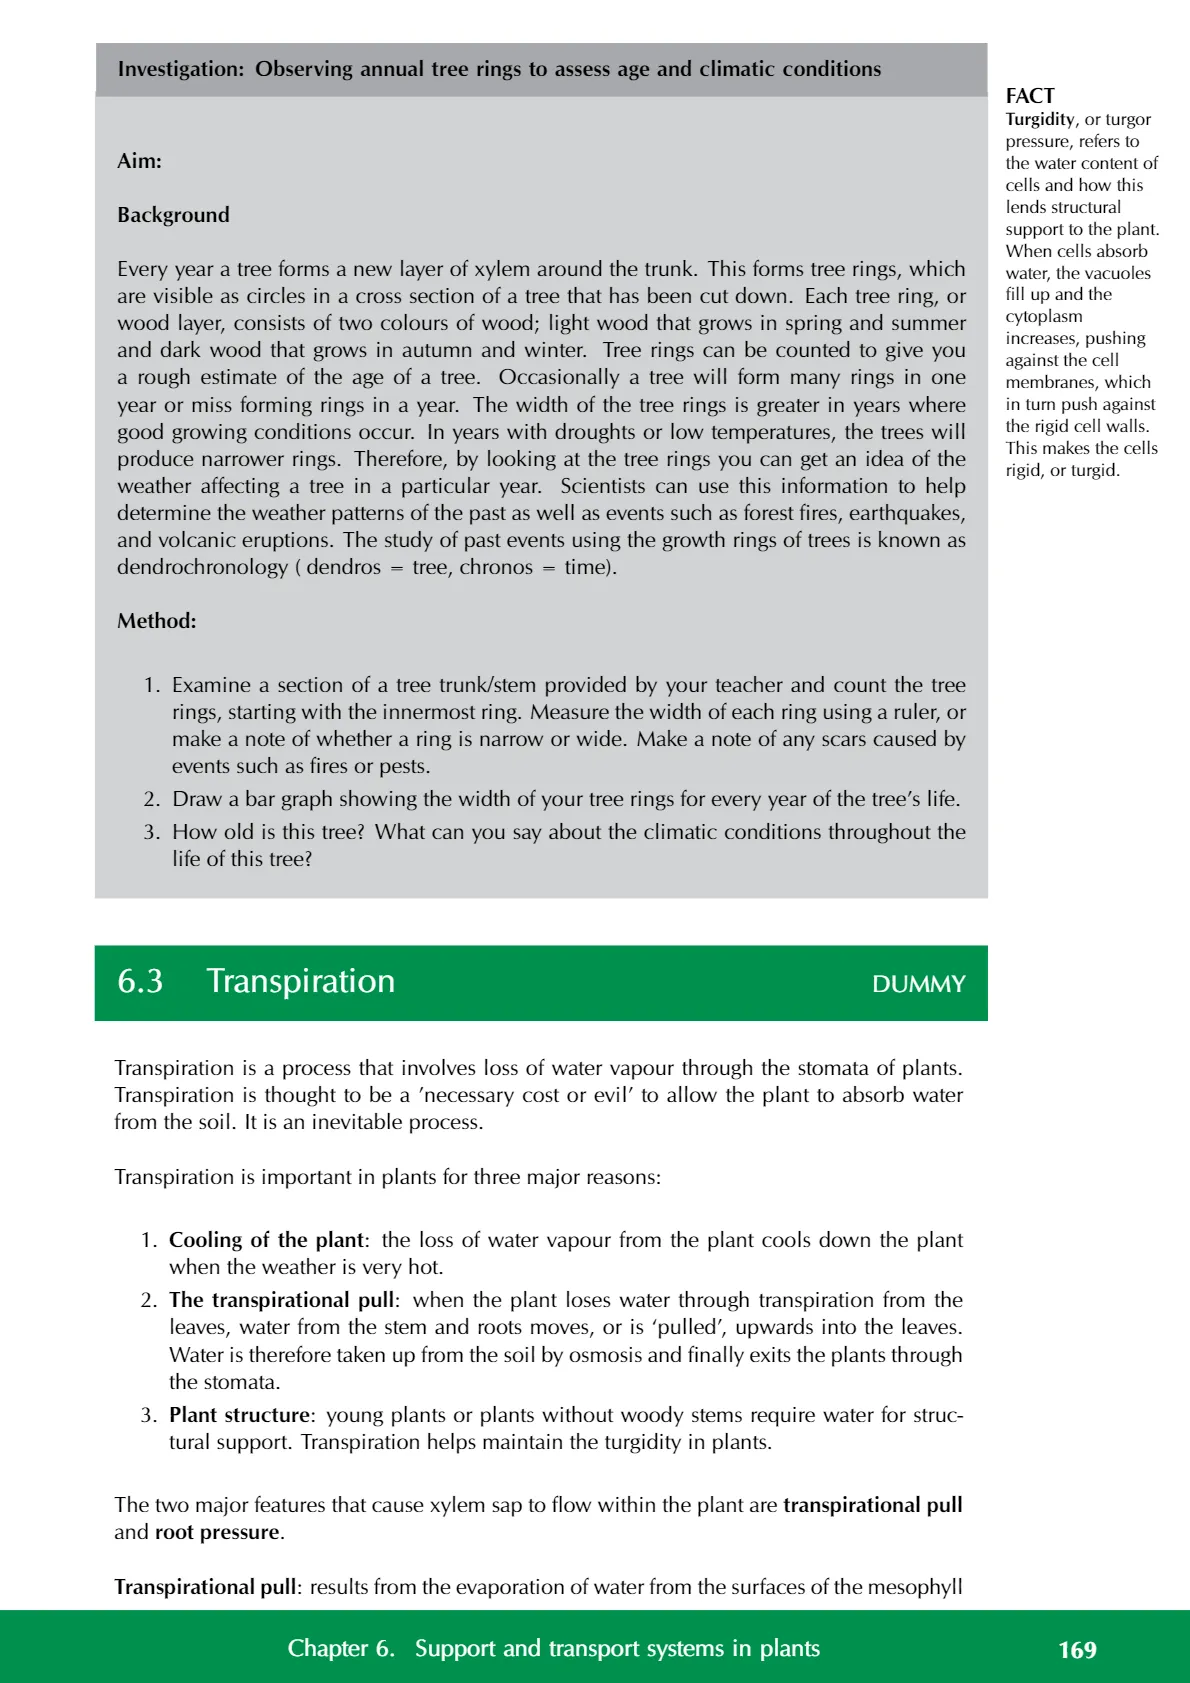 Investigation: Observing annual tree rings to assess age and climatic conditions
Aim:
Background
Every year a tree forms a new layer of xylem around the trunk. This forms tree rings, which
are visible as circles in a cross section of a tree that has been cut down. Each tree ring, or
wood layer, consists of two colours of wood; light wood that grows in spring and summer
and dark wood that grows in autumn and winter. Tree rings can be counted to give you
a rough estimate of the age of a tree. Occasionally a tree will form many rings in one
year or miss forming rings in a year. The width of the tree rings is greater in years where
good growing conditions occur. In years with droughts or low temperatures, the trees will
produce narrower rings. Therefore, by looking at the tree rings you can get an idea of the
weather affecting a tree in a particular year. Scientists can use this information to help
determine the weather patterns of the past as well as events such as forest fires, earthquakes,
and volcanic eruptions. The study of past events using the growth rings of trees is known as
dendrochronology ( dendros = tree, chronos = time).
Method:
1. Examine a section of a tree trunk/stem provided by your teacher and count the tree
rings, starting with the innermost ring. Measure the width of each ring using a ruler, or
make a note of whether a ring is narrow or wide. Make a note of any scars caused by
events such as fires or pests.
2. Draw a bar graph showing the width of your tree rings for every year of the tree's life.
3. How old is this tree? What can you say about the climatic conditions throughout the
life of this tree?
FACT
Turgidity, or turgor
pressure, refers to
the water content of
cells and how this
lends structural
support to the plant.
When cells absorb
water, the vacuoles
fill up and the
cytoplasm
increases, pushing
against the cell
membranes, which
in turn push against
the rigid cell walls.
This makes the cells
rigid, or turgid.
6.3 Transpiration DUMMY
Transpiration is a process that involves loss of water vapour through the stomata of plants.
Transpiration is thought to be a ’necessary cost or evil’ to allow the plant to absorb water
from the soil. It is an inevitable process.
Transpiration is important in plants for three major reasons:
1. Cooling of the plant: the loss of water vapour from the plant cools down the plant
when the weather is very hot.
2. The transpirational pull: when the plant loses water through transpiration from the
leaves, water from the stem and roots moves, or is ‘pulled’, upwards into the leaves.
Water is therefore taken up from the soil by osmosis and finally exits the plants through
the stomata.
3. Plant structure: young plants or plants without woody stems require water for struc-
tural support. Transpiration helps maintain the turgidity in plants.
The two major features that cause xylem sap to flow within the plant are transpirational pull
and root pressure.
Transpirational pull: results from the evaporation of water from the surfaces of the mesophyll
Chapter 6. Support and transport systems in plants 169